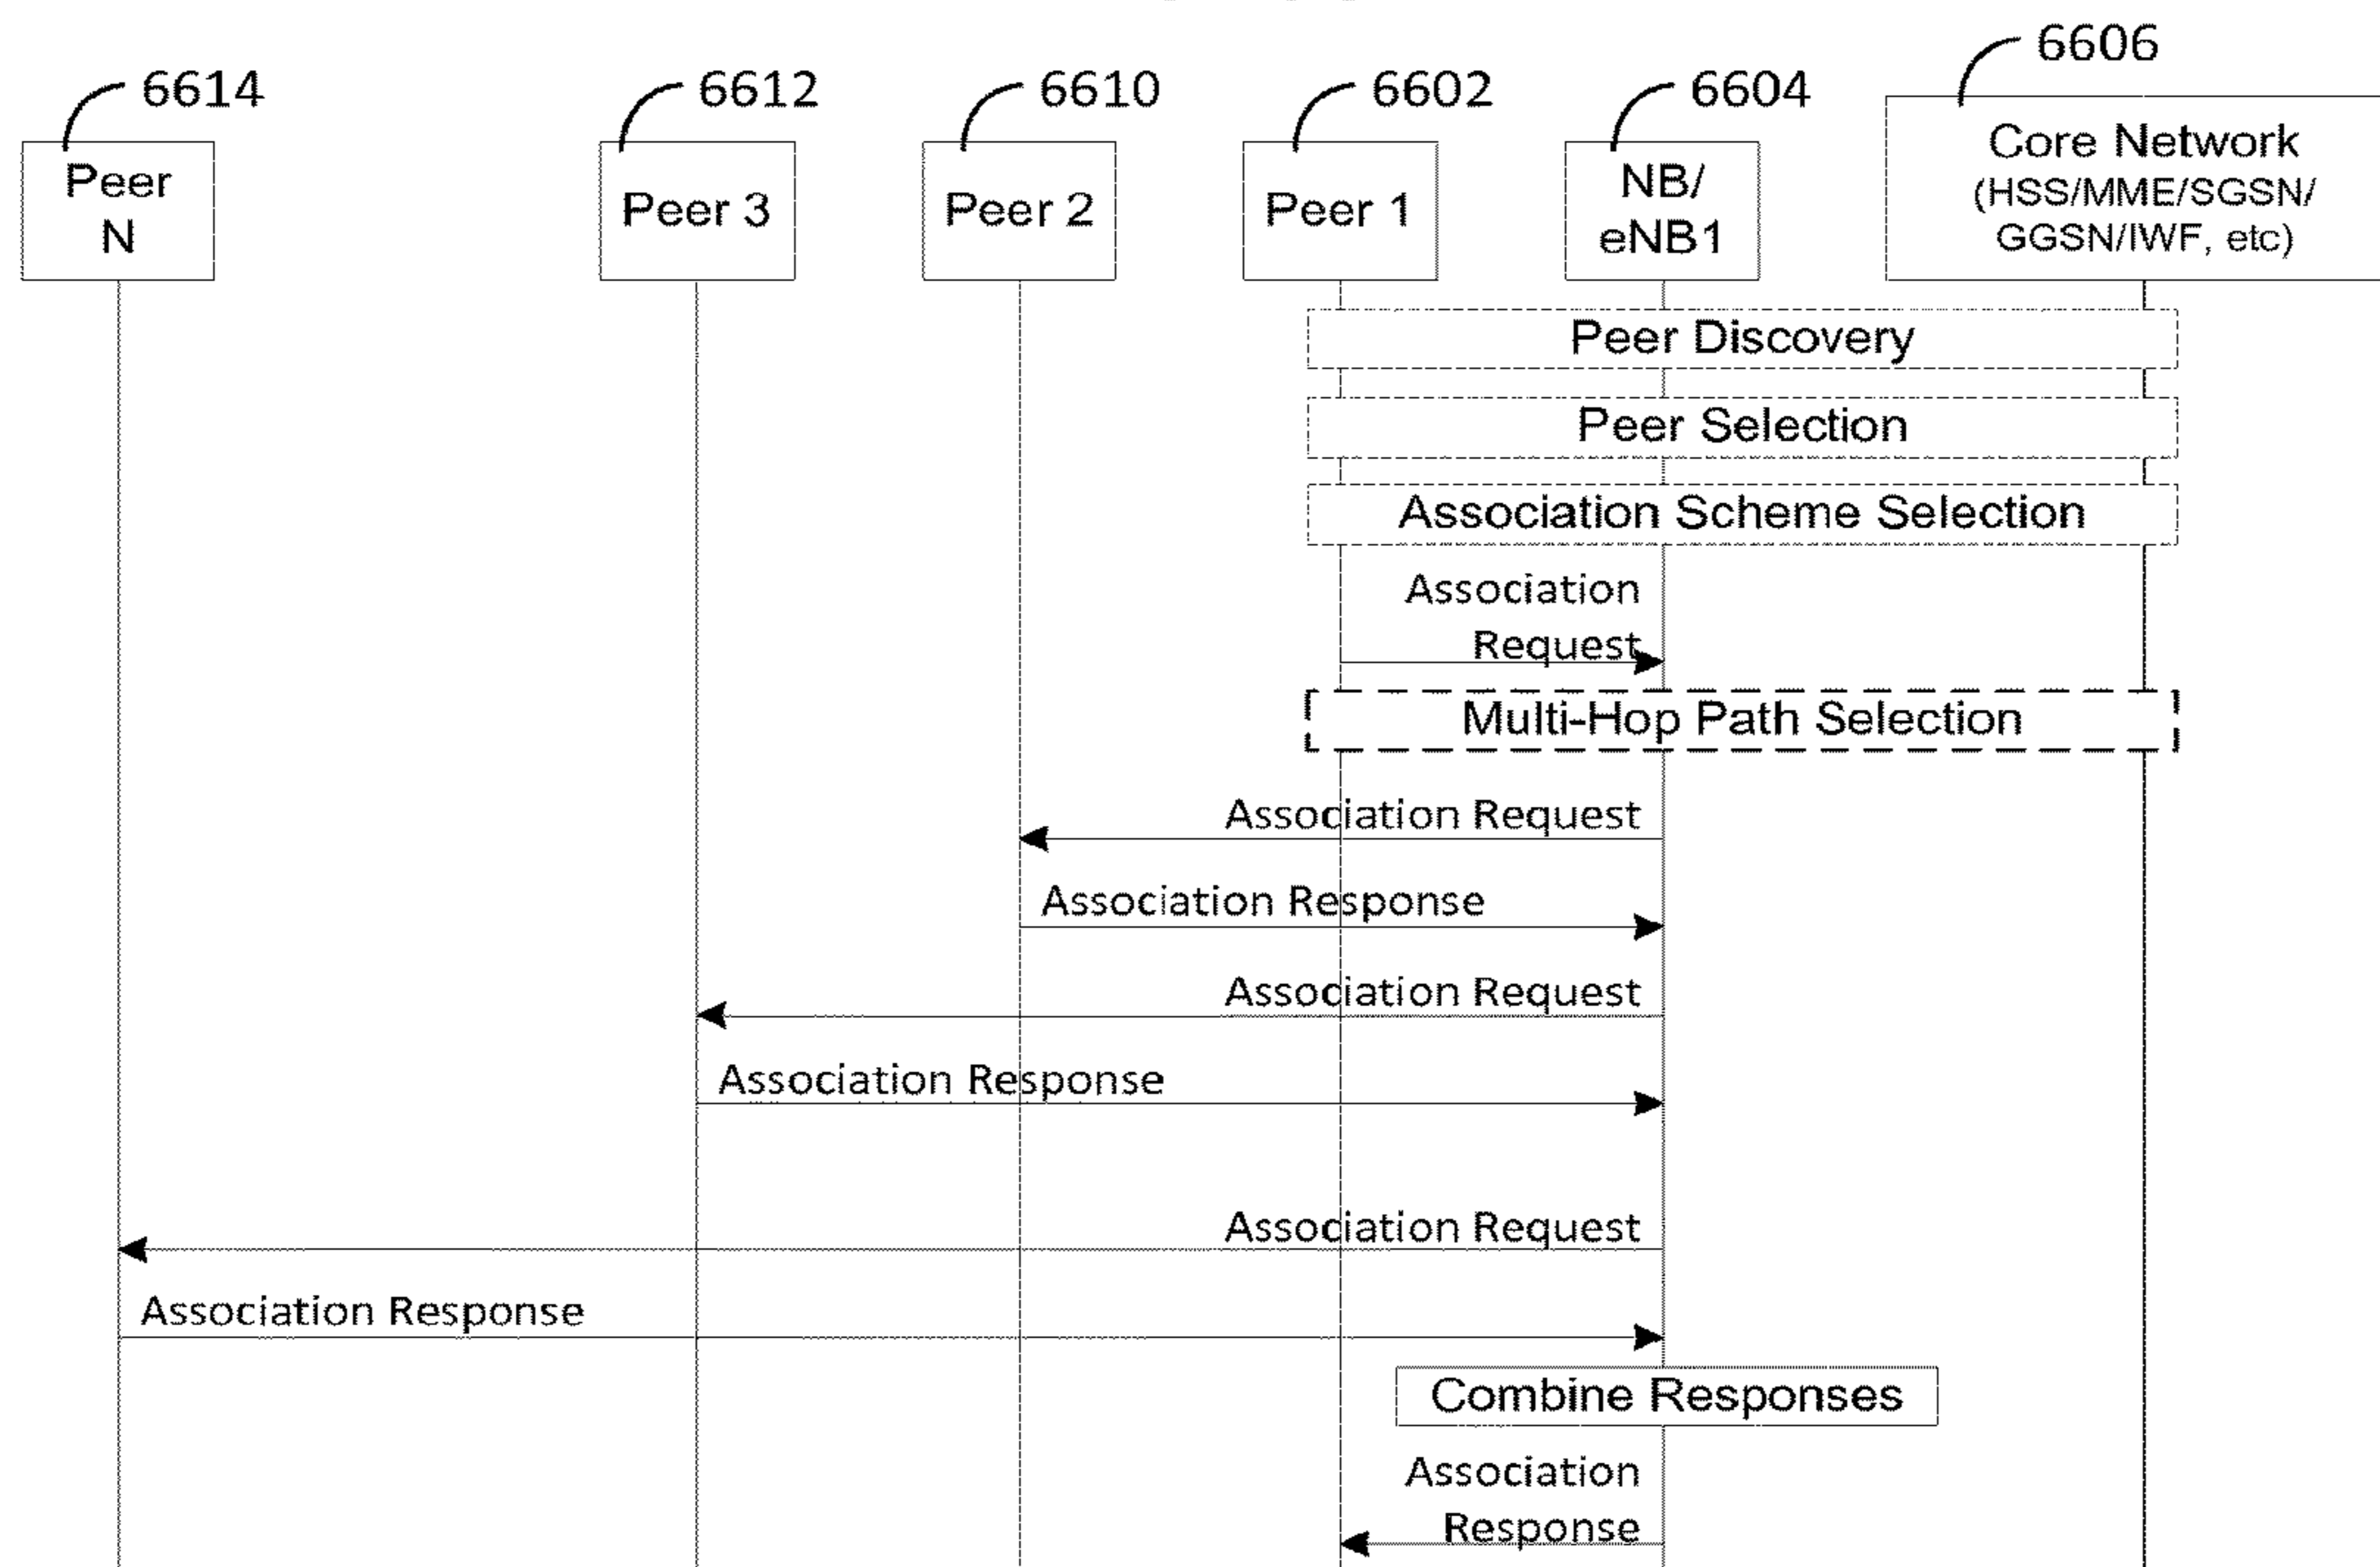 6614
6612
6610
6602
6604
6606
Peer
N
Peer 3
Peer 2
Peer 1
NB/
eNB1
Core Network
(HSS/MME/SGSN/
GGSN/IWF, etc)
Peer Discovery
Peer Selection
Association Scheme Selection
Association
Request
Multi-Hop Path Selection
Association Request
Association Response
Association Request
Association Response
Association Request
Association Response
Combine Responses
Association
Response